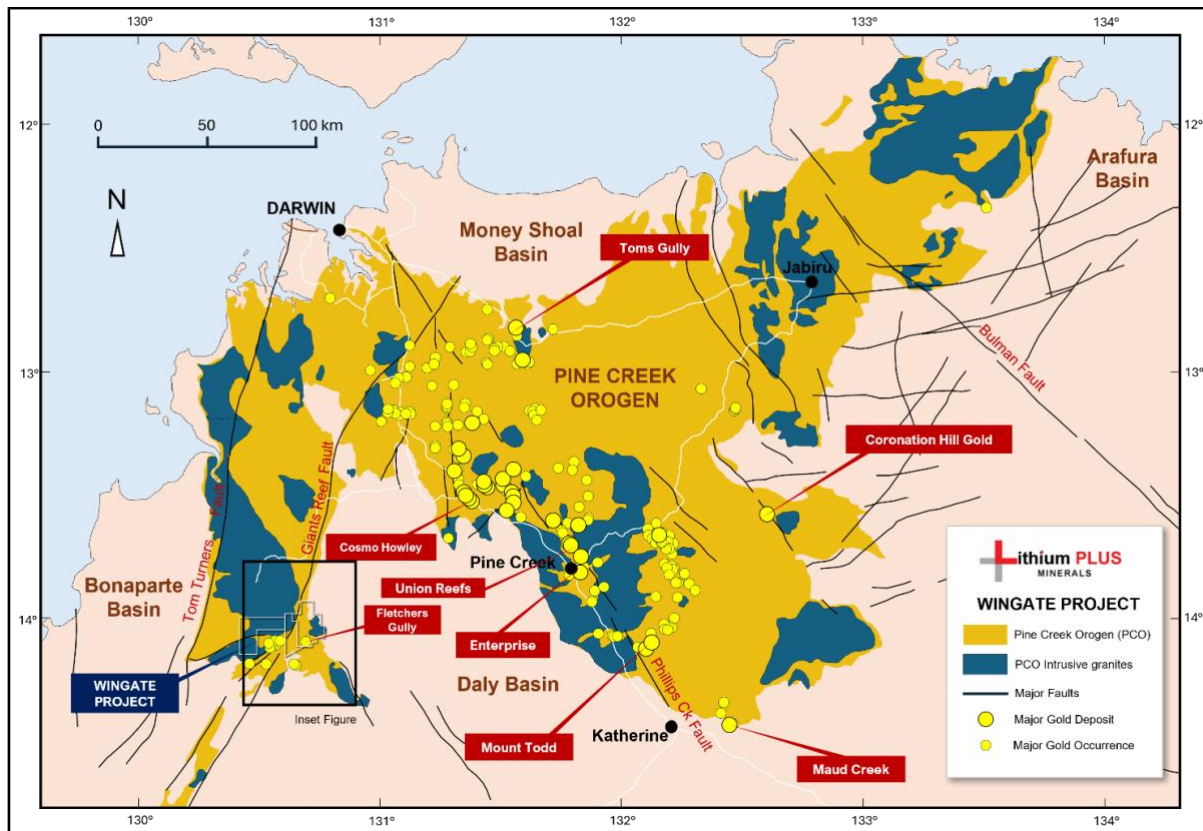 130°
131°
132°
133°
134°
12°
12°
0 50 100 km
N
DARWIN
Money Shoal
Basin
Arafura
Basin
Toms Gully
Jabiru
Bulman Fault
13°
13°
PINE CREEK
OROGEN
Coronation Hill Gold
Giants Reef Fault
Tom Turners Fault
Cosmo Howley
Pine Creek
Bonaparte
Basin
Union Reefs
Fletchers
Gully
14°
14°
Enterprise
WINGATE
PROJECT
Daly Basin
Phillips Ck Fault
Inset Figure
Mount Todd
Katherine
Maud Creek
Lithium PLUS
MINERALS
WINGATE PROJECT
Pine Creek Orogen (PCO)
PCO Intrusive granites
Major Faults
Major Gold Deposit
Major Gold Occurrence
130°
131°
132°
133°
134°